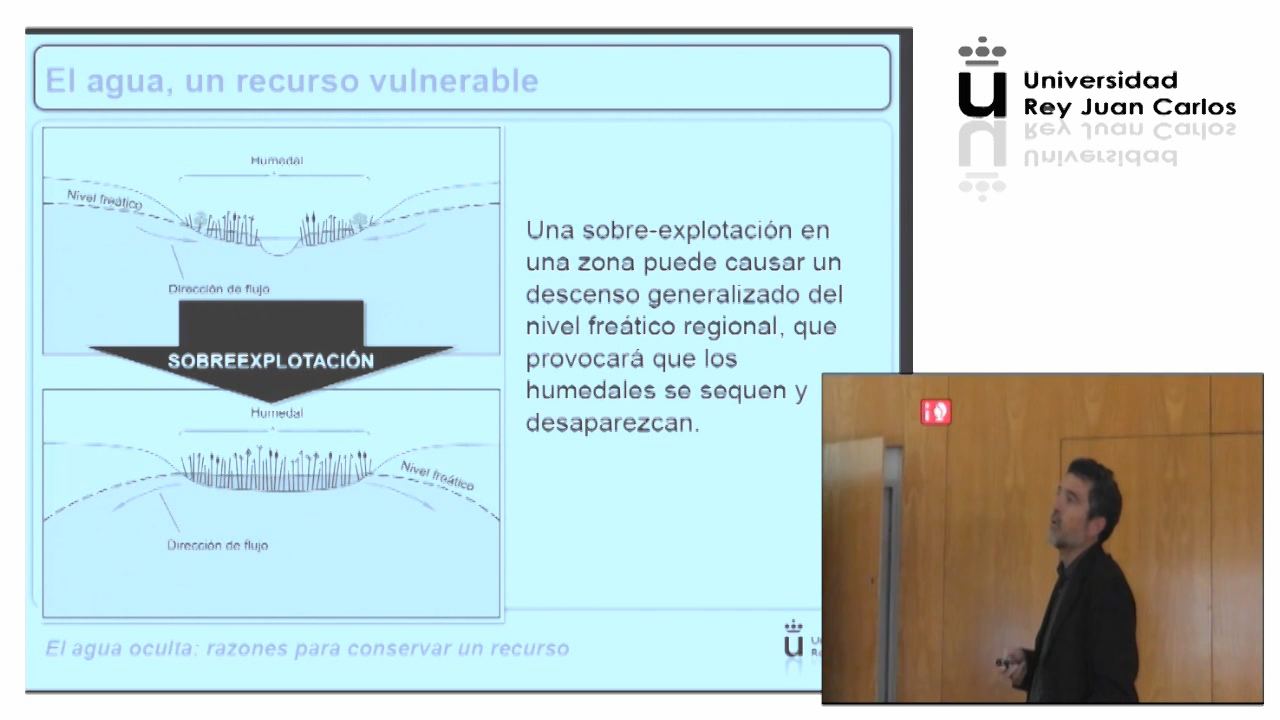 El agua, un recurso vulnerable
Universidad
Rey Juan Carlos
Humedal
Nivel freático
Dirección de flujo
SOBREEXPLOTACIÓN
Humedal
Nivel freático
Dirección de flujo
Una sobre-explotación en
una zona puede causar un
descenso generalizado del
nivel freático regional, que
provocará que los
humedales se sequen y
desaparezcan.
El agua oculta: razones para conservar un recurso